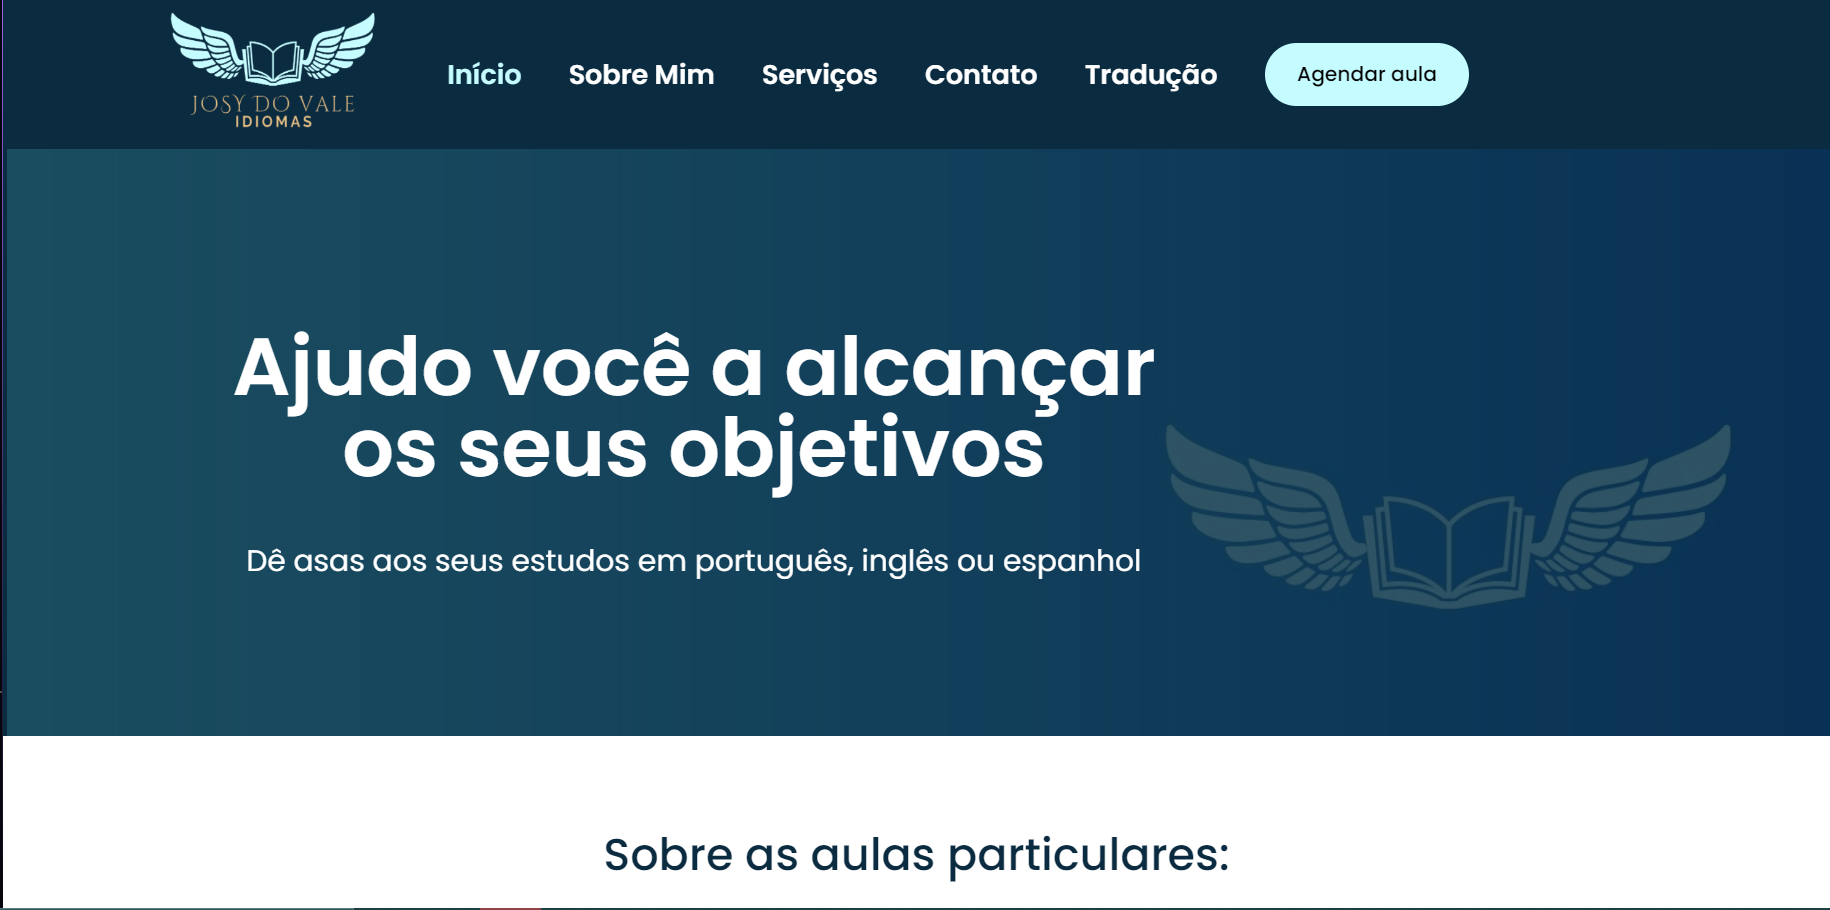 JOSY DO VALE
IDIOMAS
Início
Sobre Mim
Serviços
Contato
Tradução
Agendar aula
Ajudo você a alcançar
os seus objetivos
Dê asas aos seus estudos em português, inglês ou espanhol
Sobre as aulas particulares: